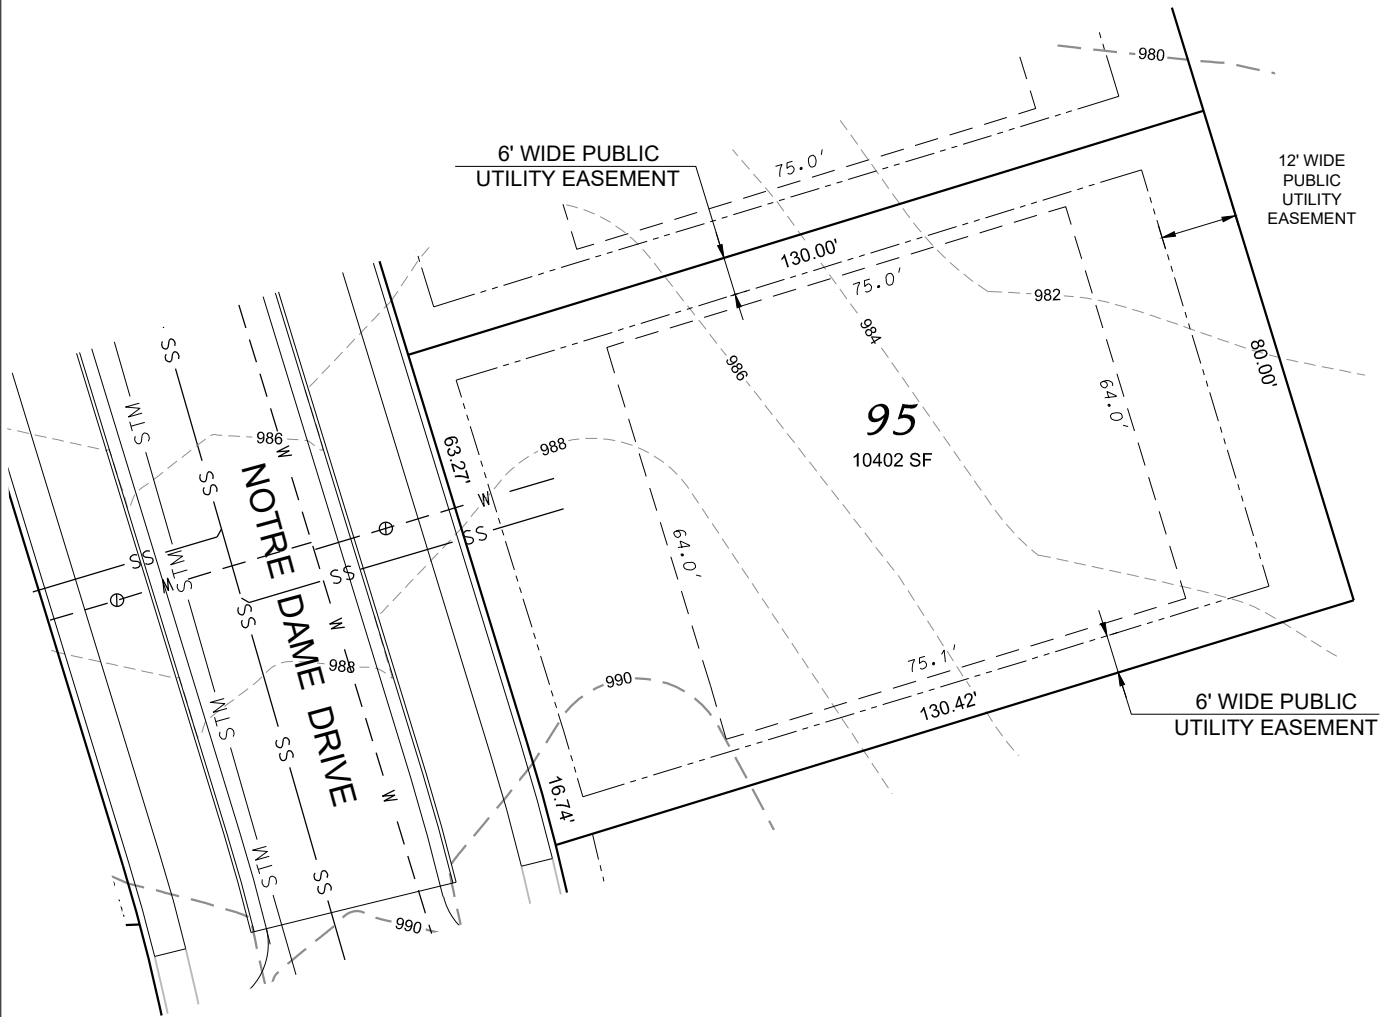 980
6' WIDE PUBLIC
UTILITY EASEMENT
75.0'
12' WIDE
PUBLIC
UTILITY
EASEMENT
130.00'
75.0'
982
984
986
80.00'
64.0'
95
10402 SF
SS
STM
986
W
63.27'
988
W
SS
SS
NOTRE DAME DRIVE
SS
STM
W
SS
SS
W
64.0'
988
990
75.1'
130.42'
6' WIDE PUBLIC
UTILITY EASEMENT
STM
SS
W
16.74'
STM
SS
990